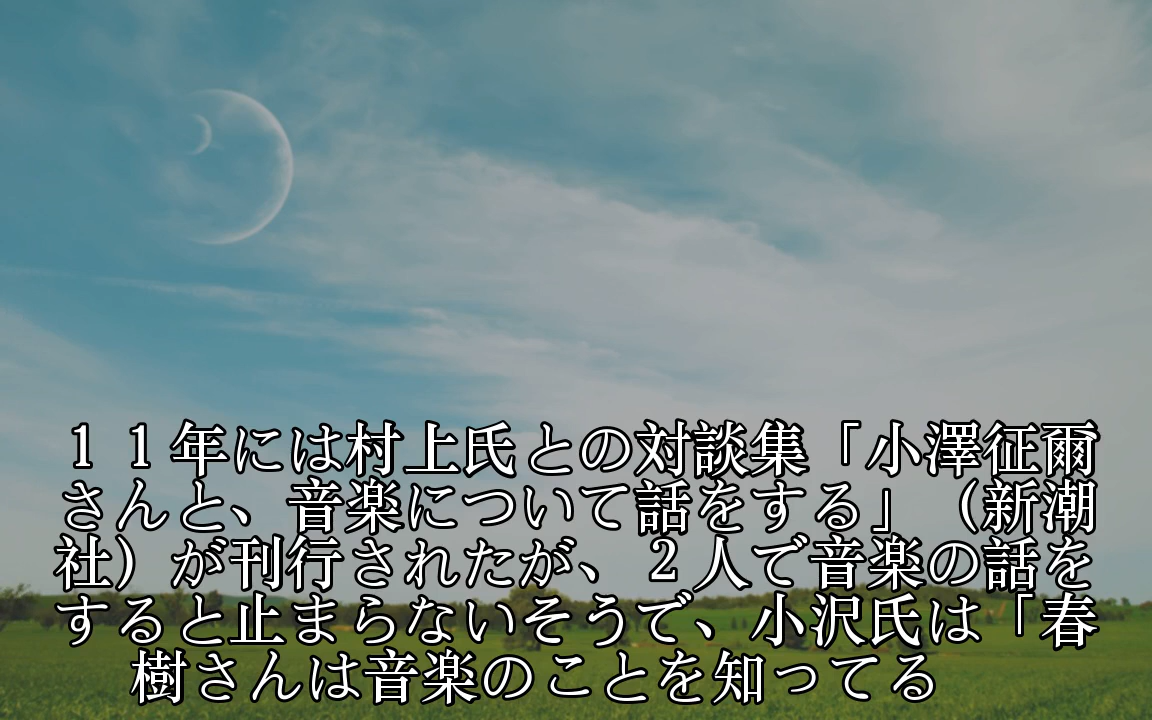 １１年には村上氏との対談集「小澤征爾
さんと、音楽について話をする」（新潮
社）が刊行されたが、２人で音楽の話を
すると止まらないそうで、小沢氏は「春
樹さんは音楽のことを知ってる